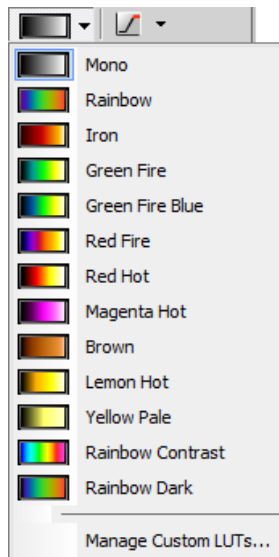 Mono
Rainbow
Iron
Green Fire
Green Fire Blue
Red Fire
Red Hot
Magenta Hot
Brown
Lemon Hot
Yellow Pale
Rainbow Contrast
Rainbow Dark
Manage Custom LUTs...